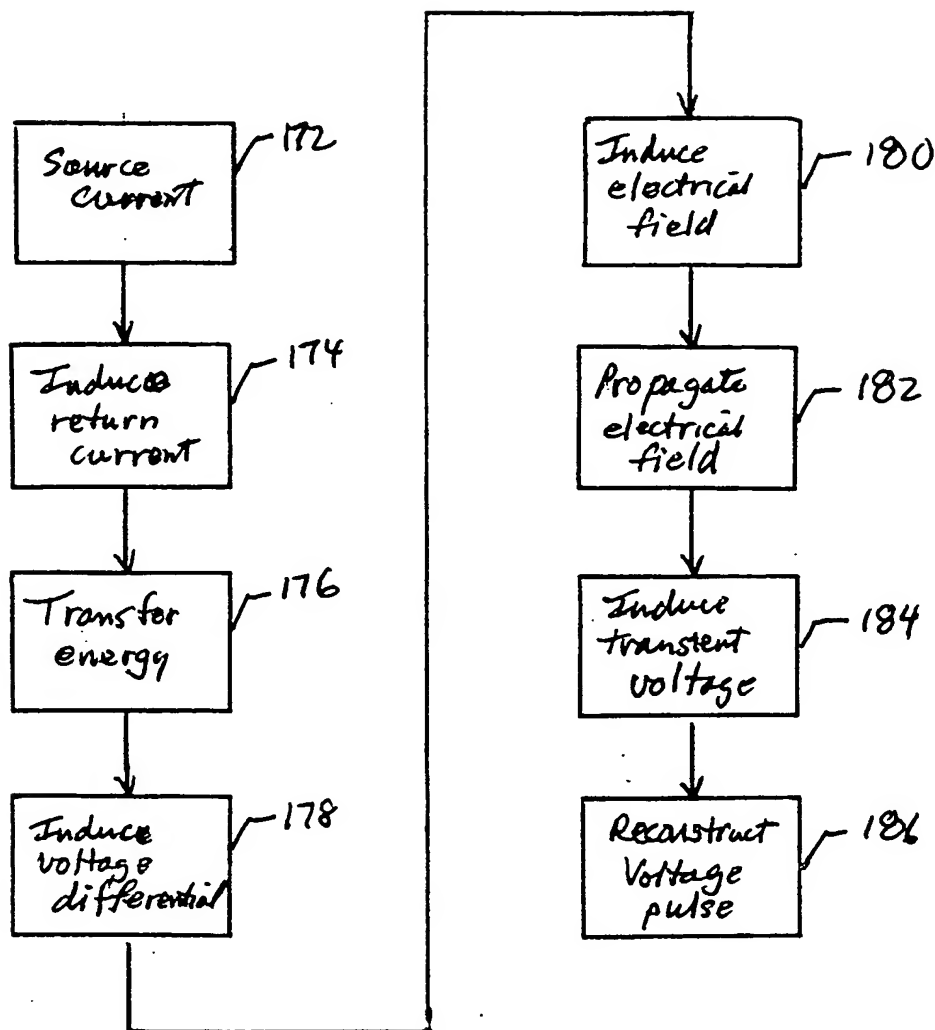 Source
current
172
Induce
return
current
174
Transfer
energy
176
Induce
voltage
differential
178
Induce
electrical
field
180
Propagate
electrical
field
182
Induce
transient
voltage
184
Reconstruct
Voltage
pulse
186